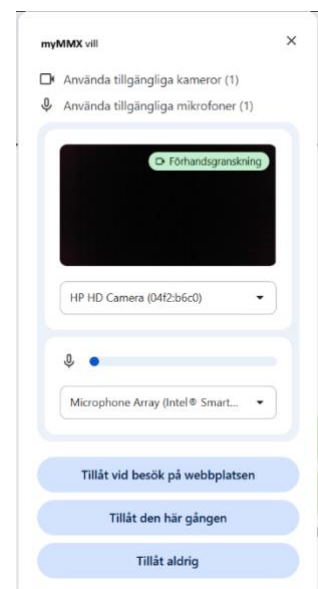 myMMX vill
Använda tillgängliga kameror (1)
Använda tillgängliga mikrofoner (1)
Förhandsgranskning
HP HD Camera (04f2:b6c0)
Microphone Array (Intel® Smart...
Tillåt vid besök på webbplatsen
Tillåt den här gången
Tillåt aldrig